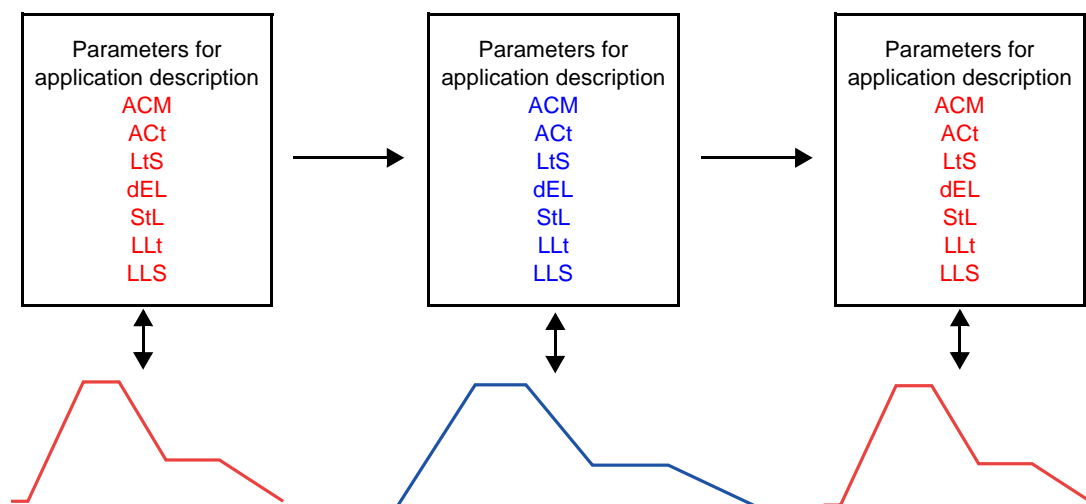 Parameters for
application description
ACM
ACt
LtS
dEL
StL
LLt
LLS
Parameters for
application description
ACM
ACt
LtS
dEL
StL
LLt
LLS
Parameters for
application description
ACM
ACt
LtS
dEL
StL
LLt
LLS